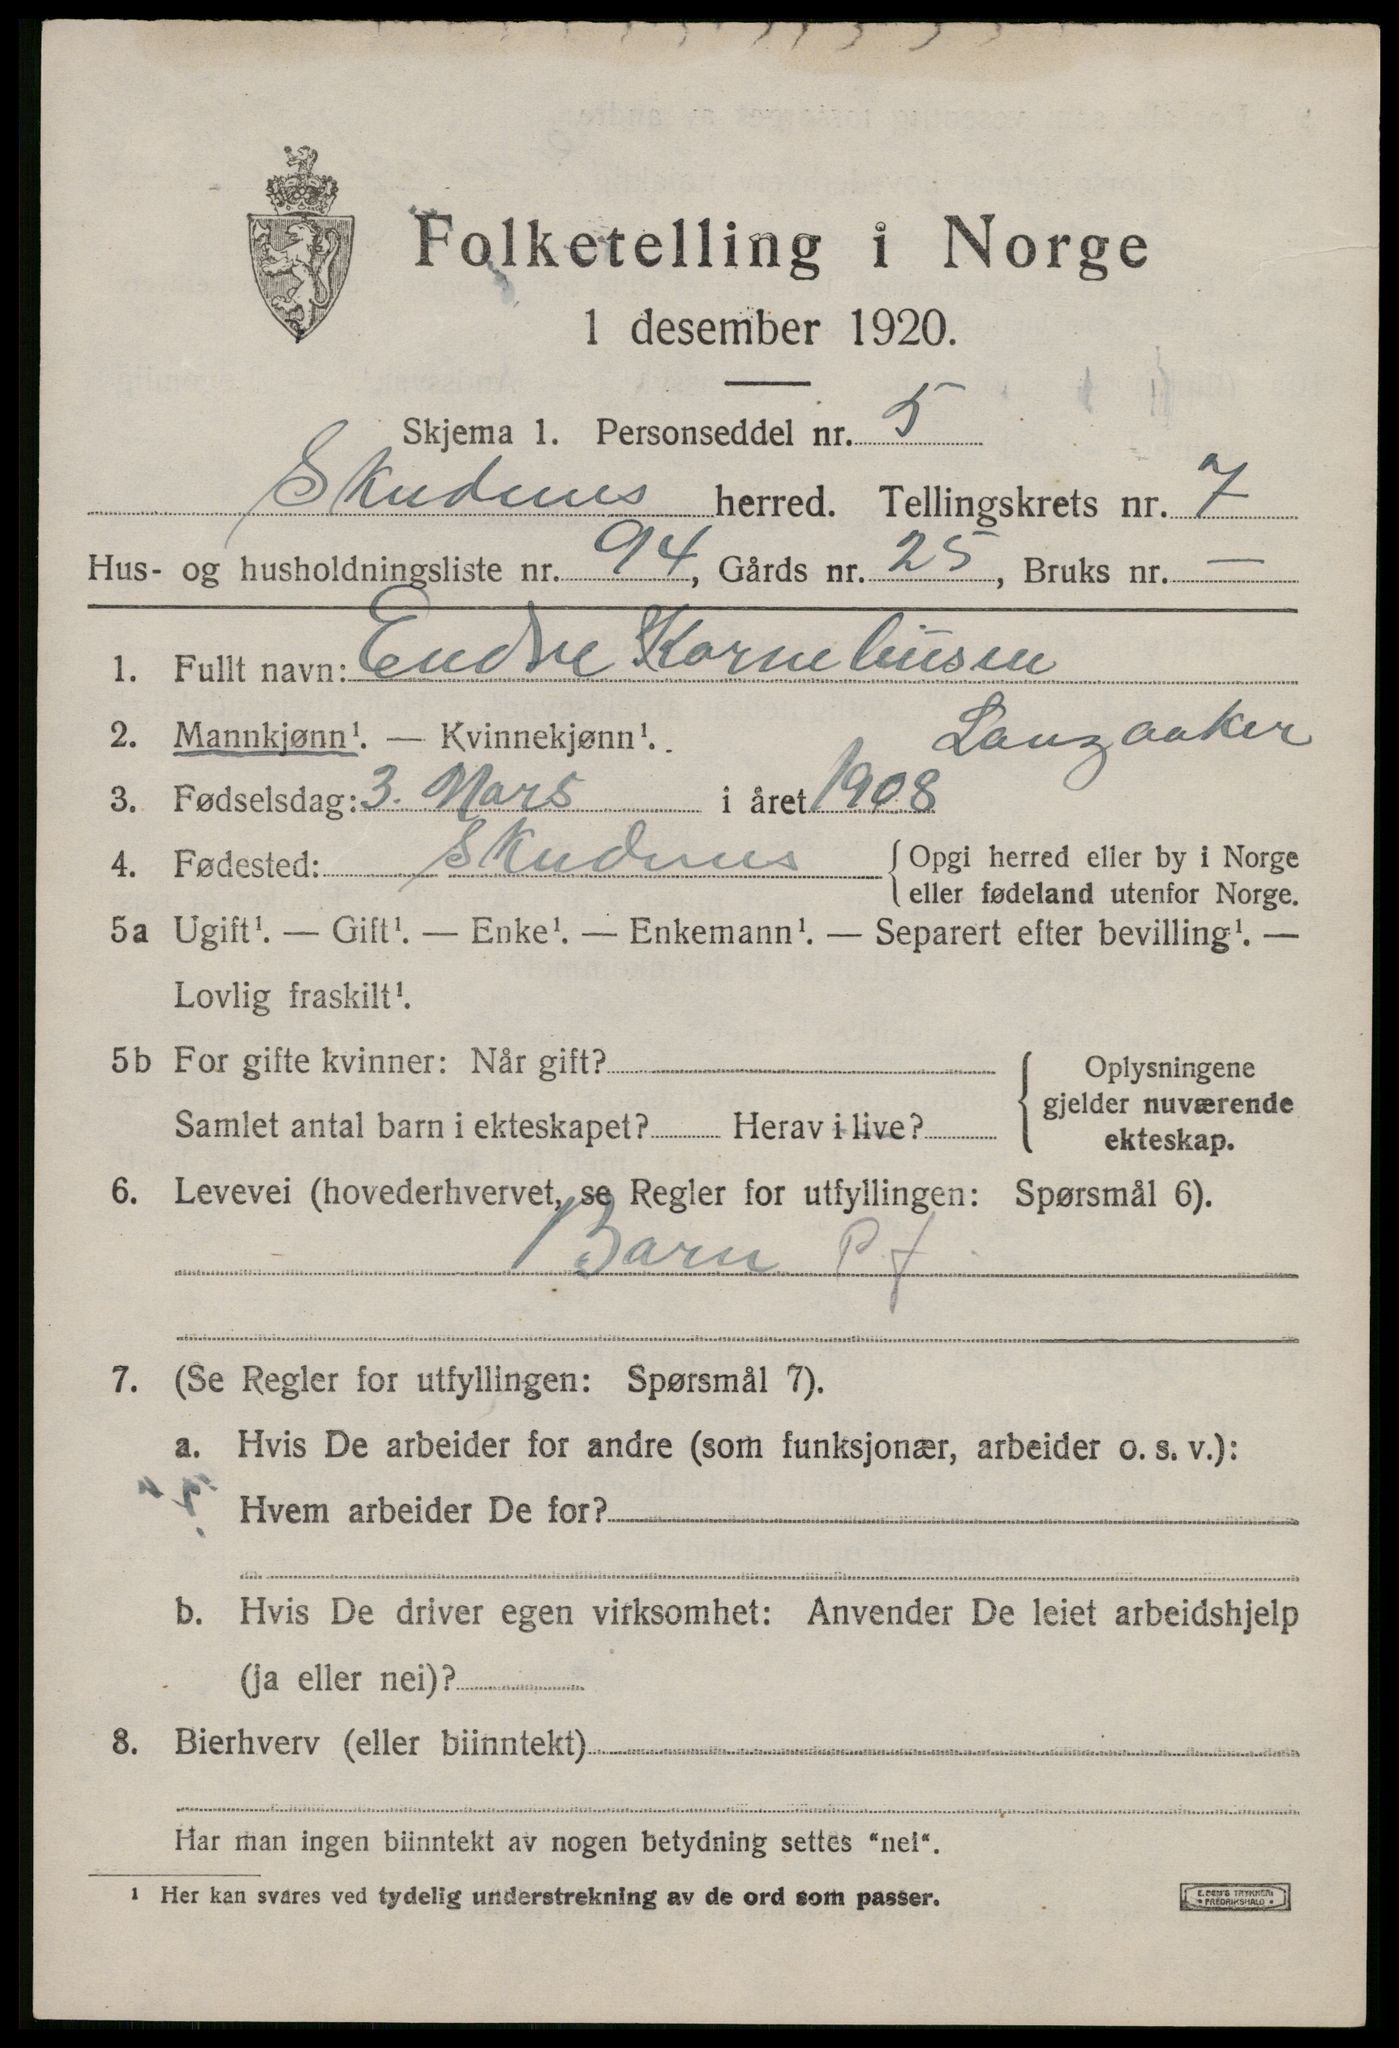 Folketelling i Norge
1 desember 1920.
Skjema 1. Personseddel nr. 5
Skudenes herred. Tellingskrets nr. 7
Hus- og husholdningsliste nr. 94, Gårds nr. 25, Bruks nr. —
1. Fullt navn: Endre Korneliusen
2. Mannkjønn¹. — Kvinnekjønn¹. Langaaker
3. Fødselsdag: 3. Mars i året 1908
4. Fødested: Skudenes { Opgi herred eller by i Norge
eller fødeland utenfor Norge.
5a Ugift¹. — Gift¹. — Enke¹. — Enkemann¹. — Separert efter bevilling¹. —
Lovlig fraskilt¹.
5b For gifte kvinner: Når gift? { Oplysningene
gjelder nuværende
Samlet antal barn i ekteskapet? Herav i live? ekteskap.
6. Levevei (hovederhvervet, se Regler for utfyllingen: Spørsmål 6).
Barn P.f.
7. (Se Regler for utfyllingen: Spørsmål 7).
a. Hvis De arbeider for andre (som funksjonær, arbeider o. s. v.):
Hvem arbeider De for?
b. Hvis De driver egen virksomhet: Anvender De leiet arbeidshjelp
(ja eller nei)?
8. Bierhverv (eller biinntekt)
Har man ingen biinntekt av nogen betydning settes "nei".
¹ Her kan svares ved tydelig understrekning av de ord som passer.
FREDRIKSHALD